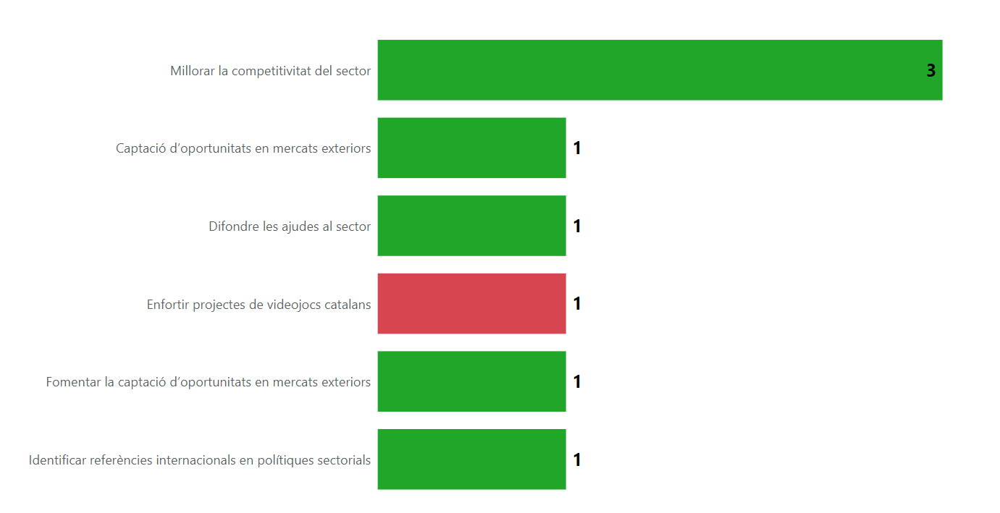 Millorar la competitivitat del sector 3
Captació d’oportunitats en mercats exteriors 1
Difondre les ajudes al sector 1
Enfortir projectes de videojocs catalans 1
Fomentar la captació d’oportunitats en mercats exteriors 1
Identificar referències internacionals en polítiques sectorials 1